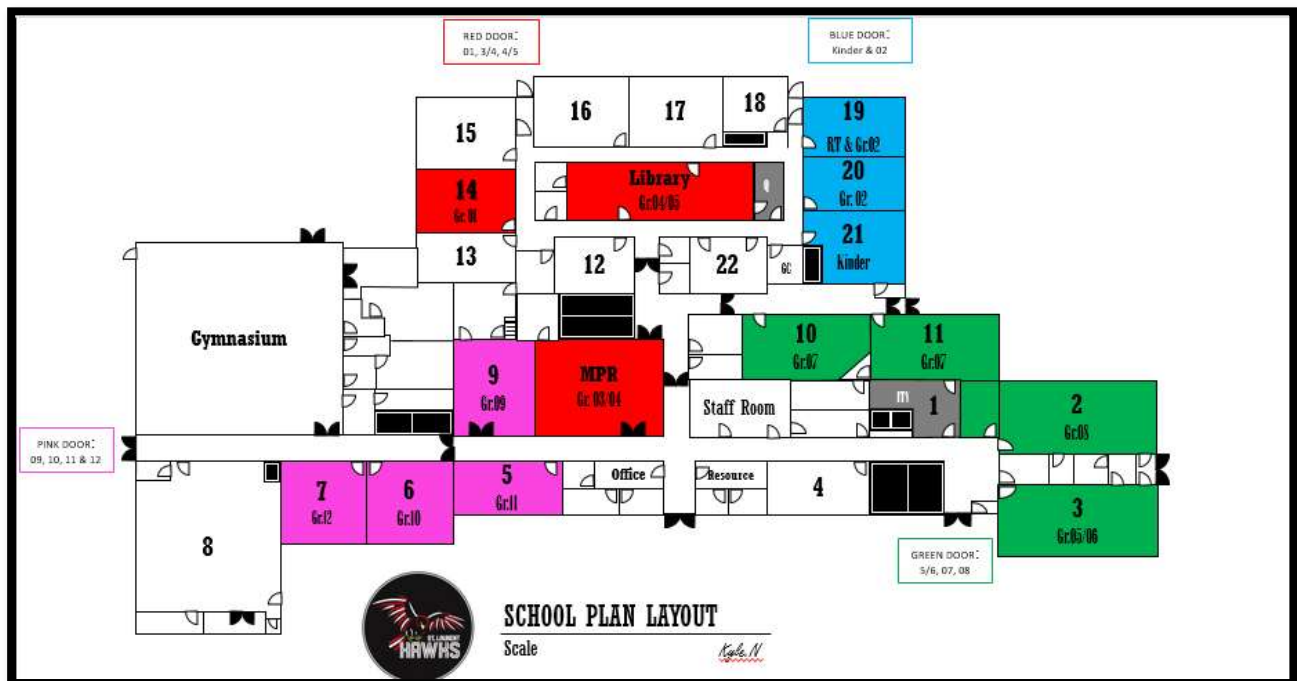 RED DOOR:
01, 3/4, 4/5
BLUE DOOR:
Kinder & 02
16
17
18
15
19
RT & Gr.02
14
Gr. 01
Library
Gr.04/05
20
Gr. 02
13
12
22
GC
21
Kinder
Gymnasium
9
Gr.09
MPR
Gr. 03/04
10
Gr.07
11
Gr.07
Staff Room
m
1
2
Gr.08
PINK DOOR:
09, 10, 11 & 12
7
Gr.12
6
Gr.10
5
Gr.11
Office
Resource
4
3
Gr.05/06
8
GREEN DOOR:
5/6, 07, 08
ST. LAURENT
HAWKS
SCHOOL PLAN LAYOUT
Scale
Kyle.N